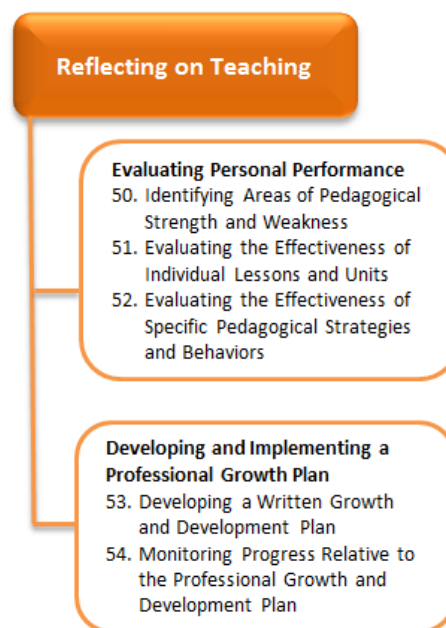 Reflecting on Teaching
Evaluating Personal Performance
50. Identifying Areas of Pedagogical
Strength and Weakness
51. Evaluating the Effectiveness of
Individual Lessons and Units
52. Evaluating the Effectiveness of
Specific Pedagogical Strategies
and Behaviors
Developing and Implementing a
Professional Growth Plan
53. Developing a Written Growth
and Development Plan
54. Monitoring Progress Relative to
the Professional Growth and
Development Plan